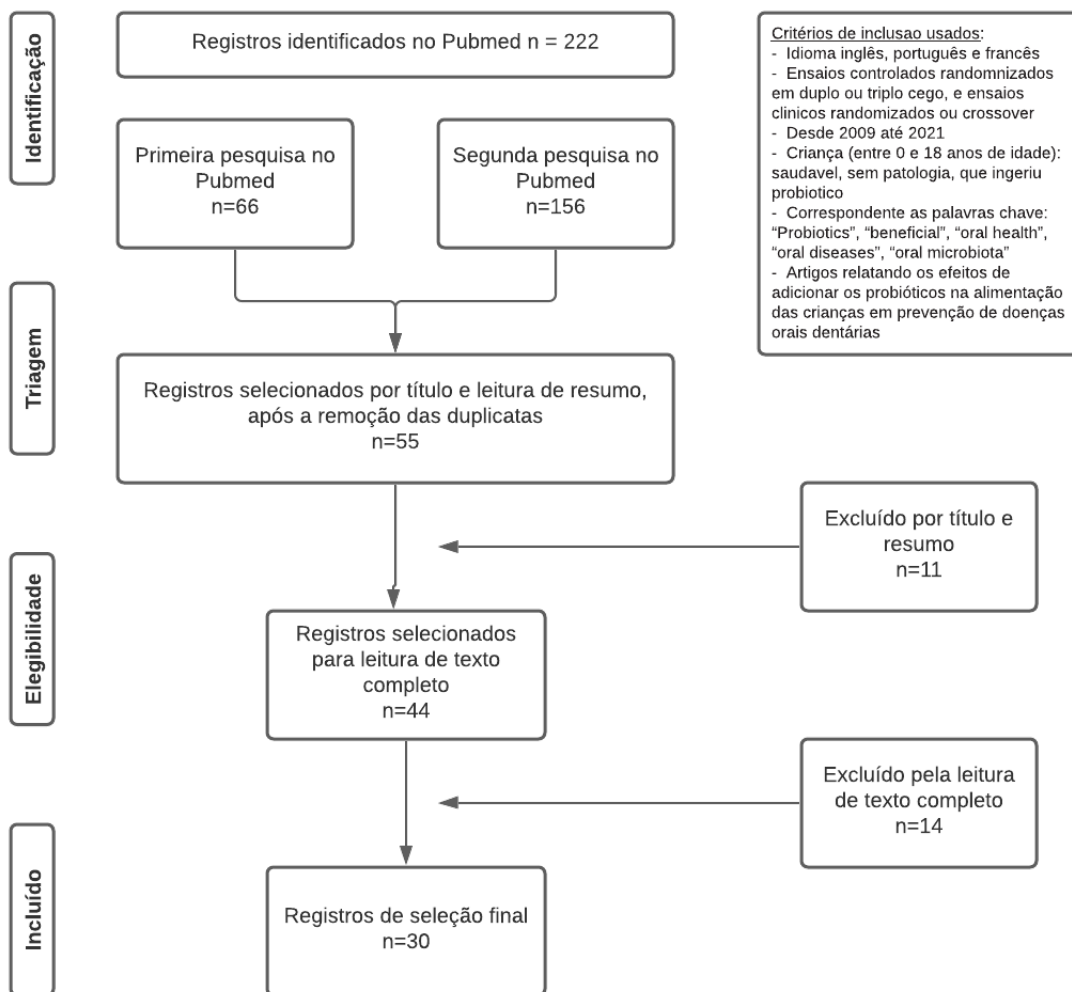 Identificação
Registros identificados no Pubmed n = 222
Primeira pesquisa no
Pubmed
n=66
Segunda pesquisa no
Pubmed
n=156
Critérios de inclusao usados:
- Idioma inglês, português e francês
- Ensaios controlados randomnizados
em duplo ou triplo cego, e ensaios
clinicos randomizados ou crossover
- Desde 2009 até 2021
- Criança (entre 0 e 18 anos de idade):
saudavel, sem patologia, que ingeriu
probiotico
- Correspondente as palavras chave:
“Probiotics”, “beneficial”, “oral health”,
“oral diseases”, “oral microbiota”
- Artigos relatando os efeitos de
adicionar os probióticos na alimentação
das crianças em prevenção de doenças
orais dentárias
Triagem
Registros selecionados por título e leitura de resumo,
após a remoção das duplicatas
n=55
Excluído por título e
resumo
n=11
Elegibilidade
Registros selecionados
para leitura de texto
completo
n=44
Excluído pela leitura
de texto completo
n=14
Incluído
Registros de seleção final
n=30